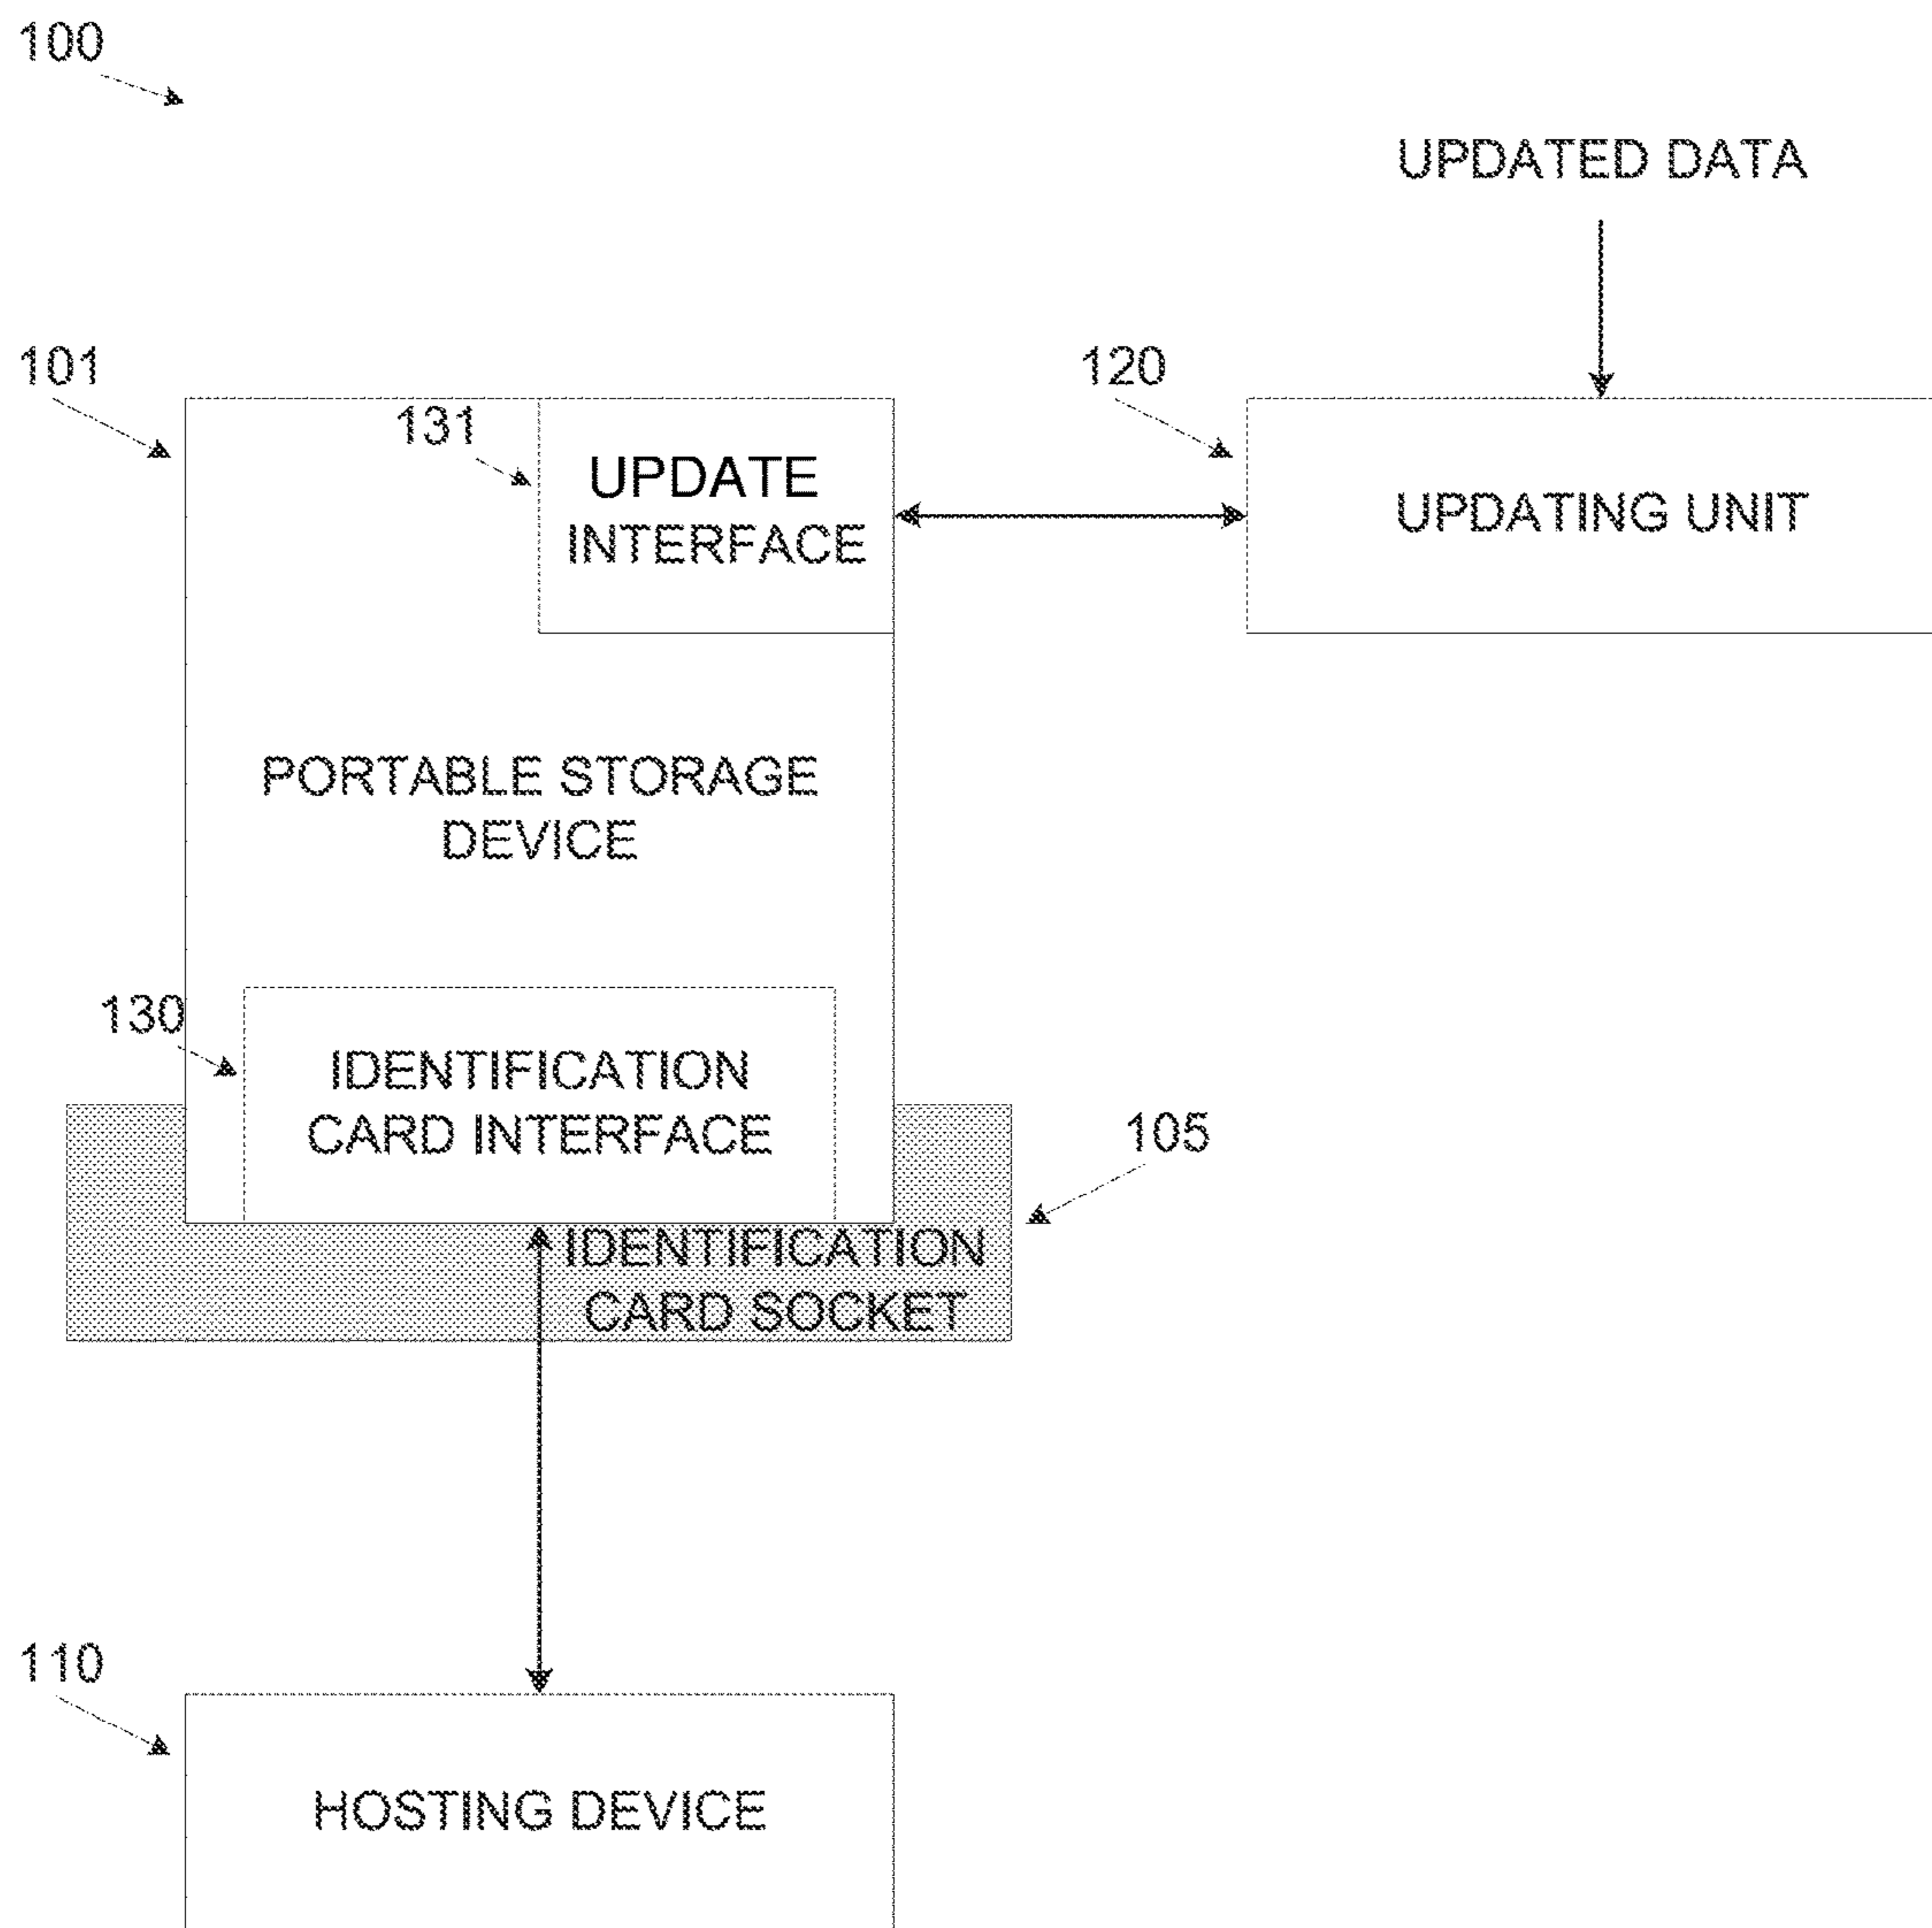 100
UPDATED DATA
101
120
131
UPDATE
INTERFACE
UPDATING UNIT
PORTABLE STORAGE
DEVICE
130
IDENTIFICATION
CARD INTERFACE
105
IDENTIFICATION
CARD SOCKET
110
HOSTING DEVICE